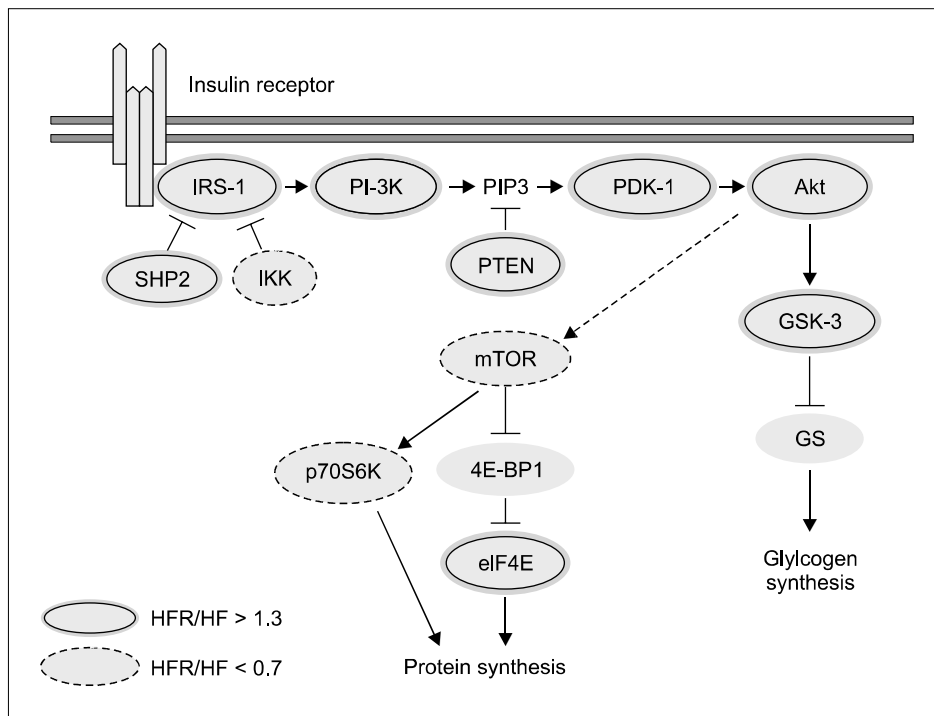 Insulin receptor
IRS-1
PI-3K
PIP3
PDK-1
Akt
SHP2
IKK
PTEN
GSK-3
mTOR
GS
p70S6K
4E-BP1
eIF4E
Glylcogen
synthesis
HFR/HF > 1.3
HFR/HF < 0.7
Protein synthesis